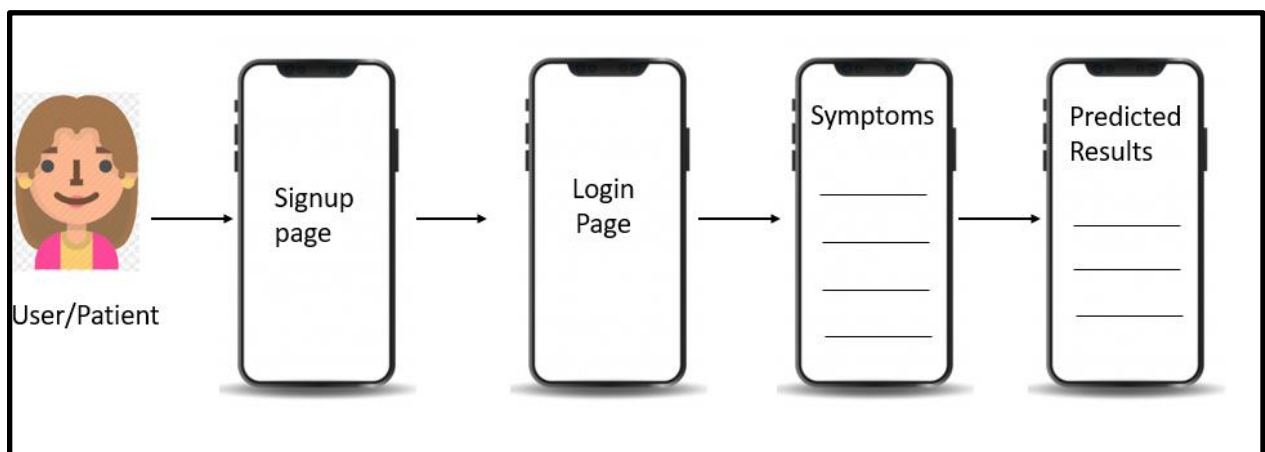 User/Patient
Signup
page
Login
Page
Symptoms
Predicted
Results